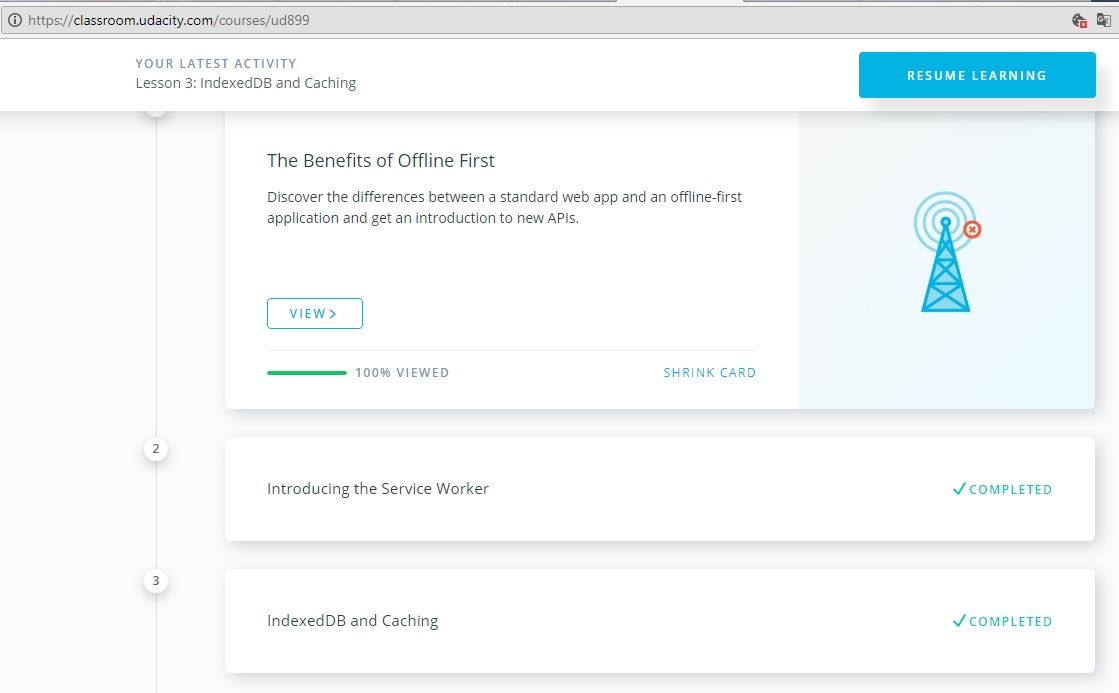 https://classroom.udacity.com/courses/ud899
YOUR LATEST ACTIVITY
Lesson 3: IndexedDB and Caching
RESUME LEARNING
The Benefits of Offline First
Discover the differences between a standard web app and an offline-first
application and get an introduction to new APIs.
VIEW
100% VIEWED
SHRINK CARD
2
Introducing the Service Worker
COMPLETED
3
IndexedDB and Caching
COMPLETED